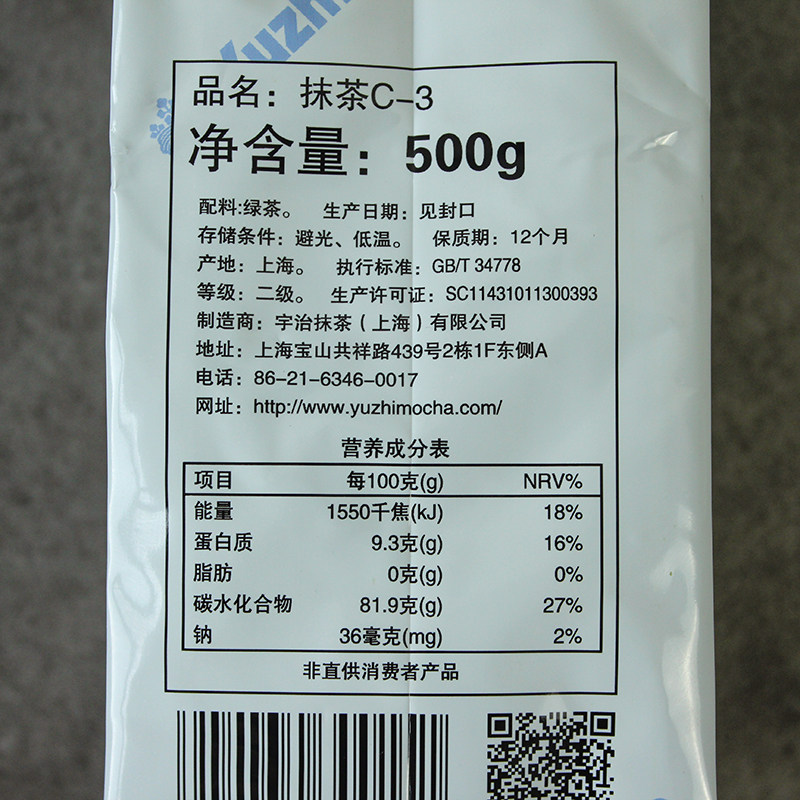 Yuzhi
品名：抹茶C-3
净含量：500g
配料:绿茶。 生产日期：见封口
存储条件：避光、低温。 保质期：12个月
产地：上海。 执行标准：GB/T 34778
等级：二级。 生产许可证：SC11431011300393
制造商：宇治抹茶（上海）有限公司
地址：上海宝山共祥路439号2栋1F东侧A
电话：86-21-6346-0017
网址：http://www.yuzhimocha.com/
营养成分表
项目 每100克(g) NRV%
能量 1550千焦(kJ) 18%
蛋白质 9.3克(g) 16%
脂肪 0克(g) 0%
碳水化合物 81.9克(g) 27%
钠 36毫克(mg) 2%
非直供消费者产品